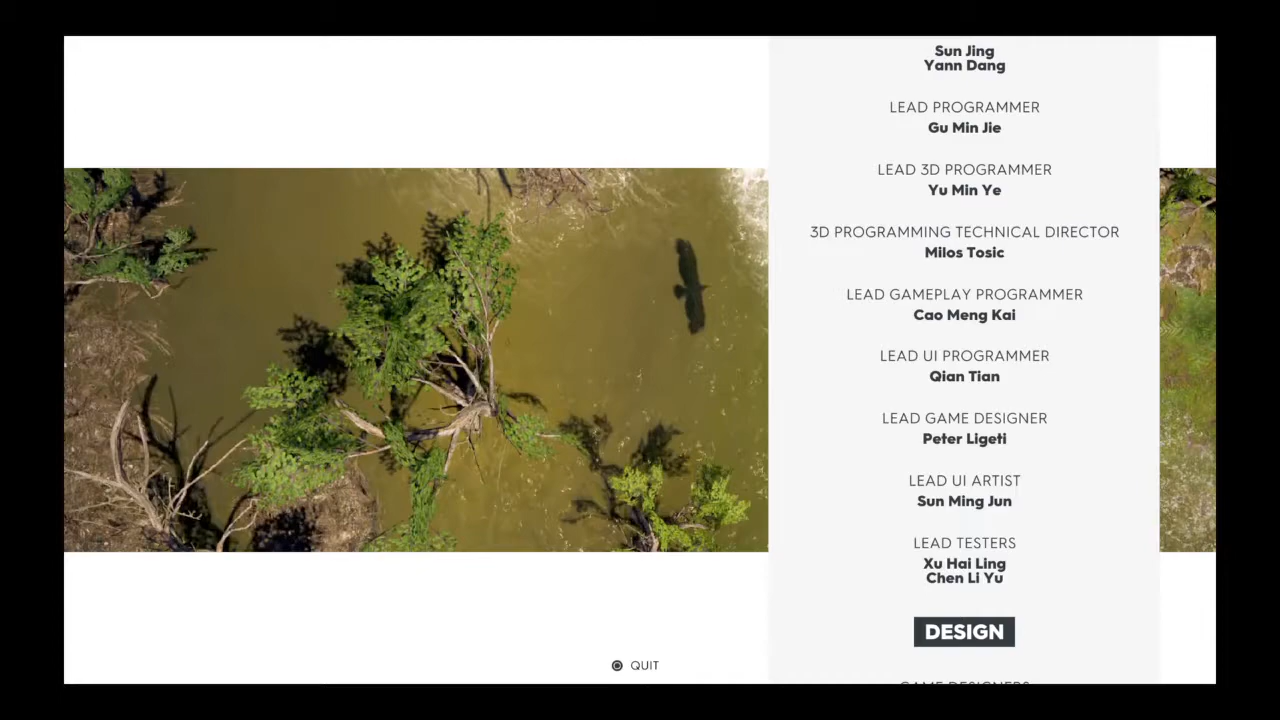 Sun Jing
Yann Dang
LEAD PROGRAMMER
Gu Min Jie
LEAD 3D PROGRAMMER
Yu Min Ye
3D PROGRAMMING TECHNICAL DIRECTOR
Milos Tosic
LEAD GAMEPLAY PROGRAMMER
Cao Meng Kai
LEAD UI PROGRAMMER
Qian Tian
LEAD GAME DESIGNER
Peter Ligeti
LEAD UI ARTIST
Sun Ming Jun
LEAD TESTERS
Xu Hai Ling
Chen Li Yu
DESIGN
QUIT
GAME DESIGNERS